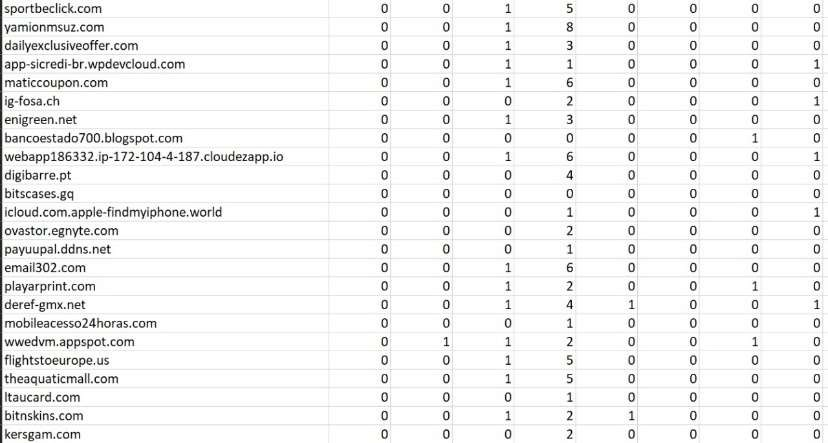 sportbeclick.com 0 0 1 5 0 0 0 0
yamionmsuz.com 0 0 1 8 0 0 0 0
dailyexclusiveoffer.com 0 0 1 3 0 0 0 0
app-sicredi-br.wpdevcloud.com 0 0 1 1 0 0 0 1
maticcoupon.com 0 0 1 6 0 0 0 0
ig-fosa.ch 0 0 0 2 0 0 0 1
enigreen.net 0 0 1 3 0 0 0 0
bancoestado700.blogspot.com 0 0 0 0 0 0 1 0
webapp186332.ip-172-104-4-187.cloudezapp.io 0 0 1 6 0 0 0 1
digibarre.pt 0 0 0 4 0 0 0 0
bitscases.gq 0 0 0 0 0 0 0 0
icloud.com.apple-findmyiphone.world 0 0 0 1 0 0 0 1
ovastor.egnyte.com 0 0 0 2 0 0 0 0
payuupal.ddns.net 0 0 0 1 0 0 0 0
email302.com 0 0 1 6 0 0 0 0
playarprint.com 0 0 1 2 0 0 1 0
deref-gmx.net 0 0 1 4 1 0 0 1
mobileacesso24horas.com 0 0 0 1 0 0 0 0
wwedvm.appspot.com 0 1 1 2 0 0 1 0
flightstoeurope.us 0 0 1 5 0 0 0 0
theaquaticmall.com 0 0 1 5 0 0 0 0
ltaucard.com 0 0 0 1 0 0 0 0
bitnskins.com 0 0 1 2 1 0 0 0
kersgam.com 0 0 0 2 0 0 0 0